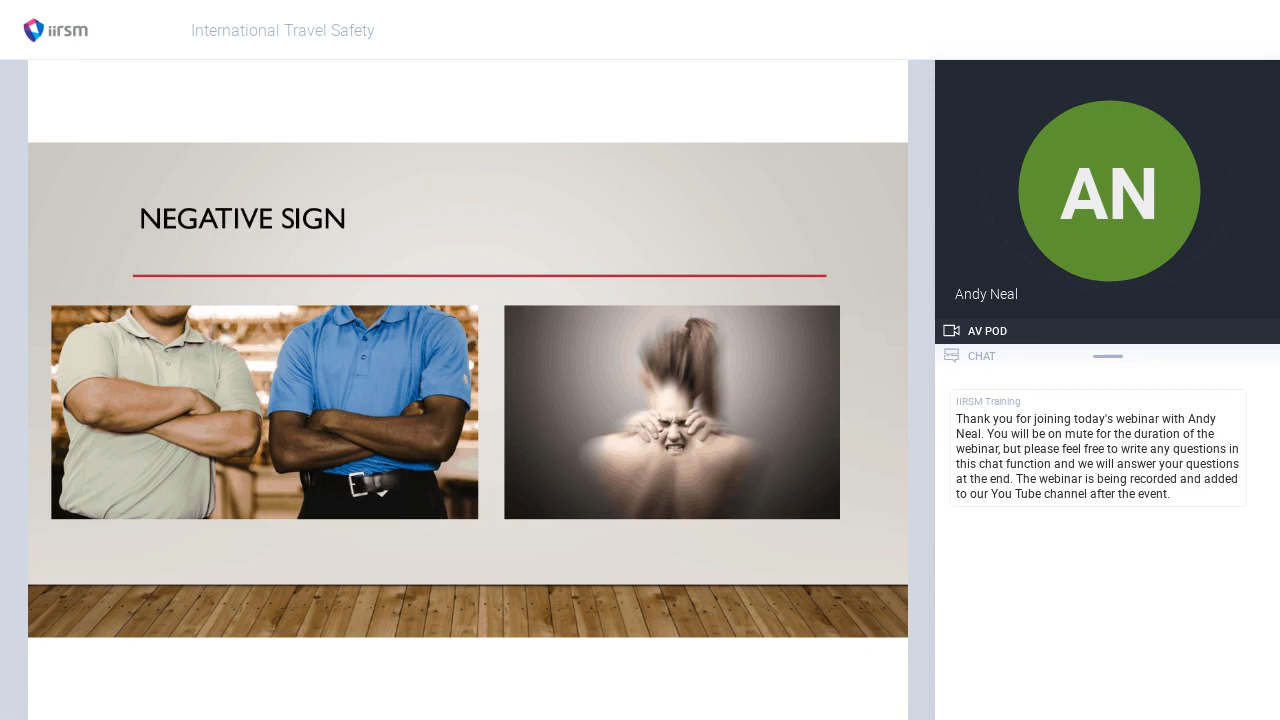 iirsm
International Travel Safety
NEGATIVE SIGN
AN
Andy Neal
AV POD
CHAT
IIRSM Training
Thank you for joining today's webinar with Andy
Neal. You will be on mute for the duration of the
webinar, but please feel free to write any questions in
this chat function and we will answer your questions
at the end. The webinar is being recorded and added
to our You Tube channel after the event.